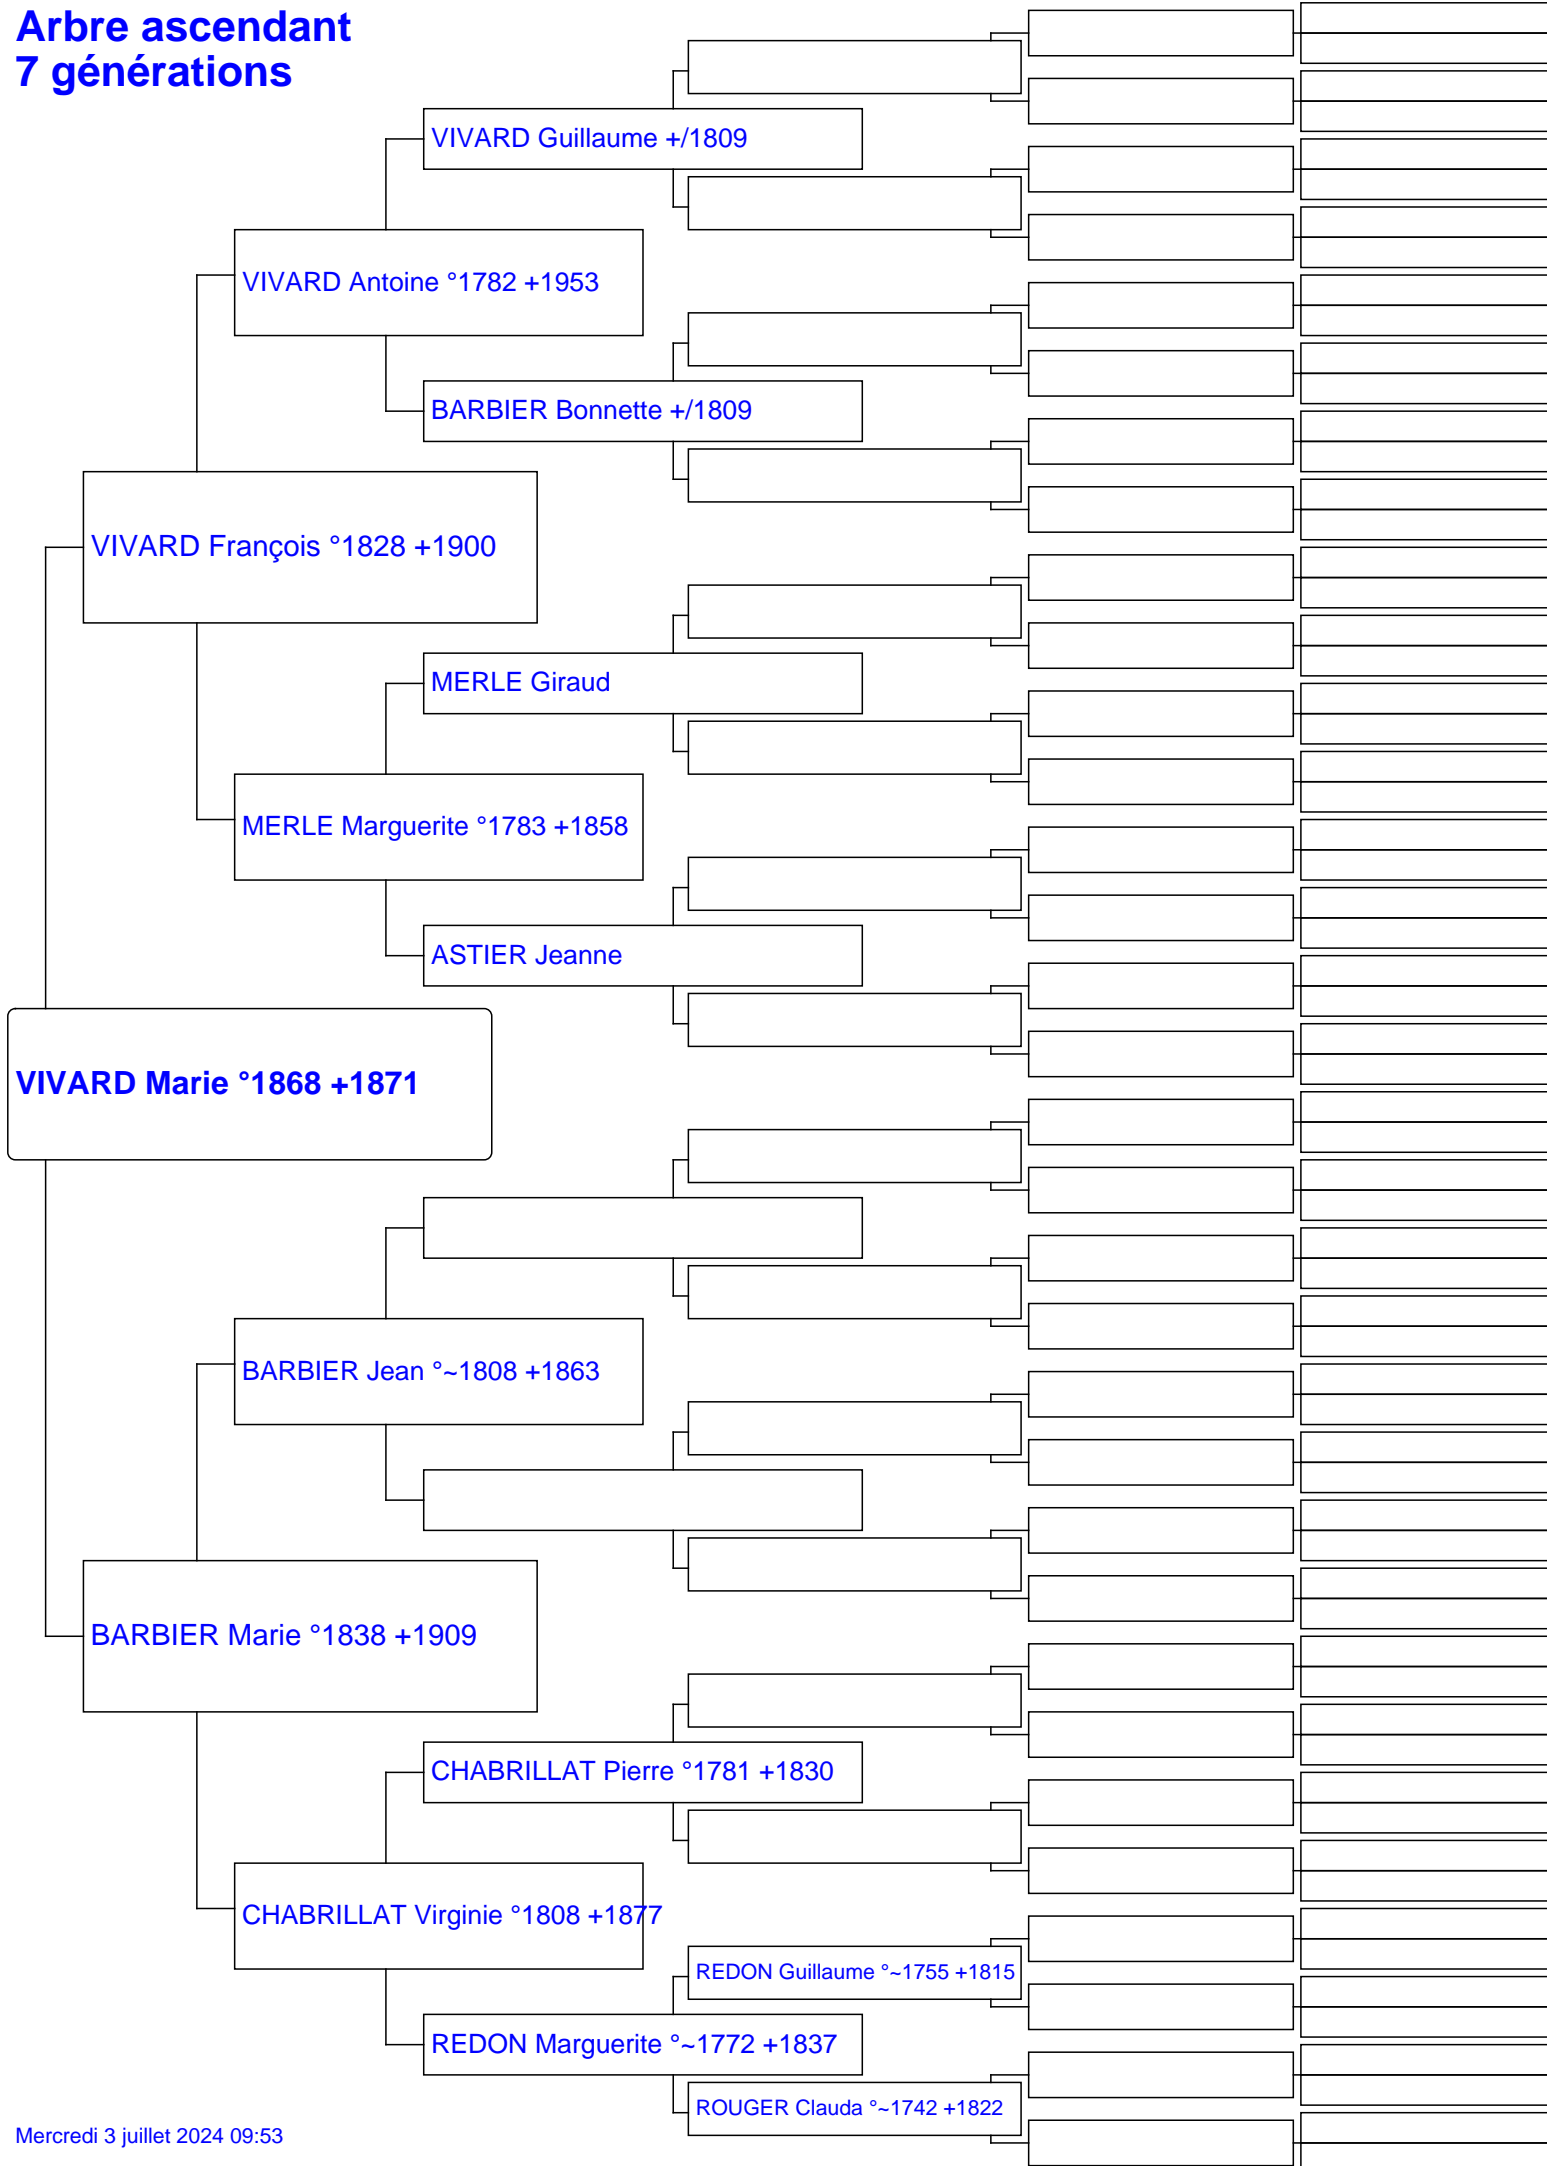 Arbre ascendant
7 générations
VIVARD Guillaume +/1809
VIVARD Antoine °1782 +1953
BARBIER Bonnette +/1809
VIVARD François °1828 +1900
MERLE Giraud
MERLE Marguerite °1783 +1858
ASTIER Jeanne
VIVARD Marie °1868 +1871
BARBIER Jean °~1808 +1863
BARBIER Marie °1838 +1909
CHABRILLAT Pierre °1781 +1830
CHABRILLAT Virginie °1808 +1877
REDON Guillaume °~1755 +1815
REDON Marguerite °~1772 +1837
ROUGER Clauda °~1742 +1822
Mercredi 3 juillet 2024 09:53